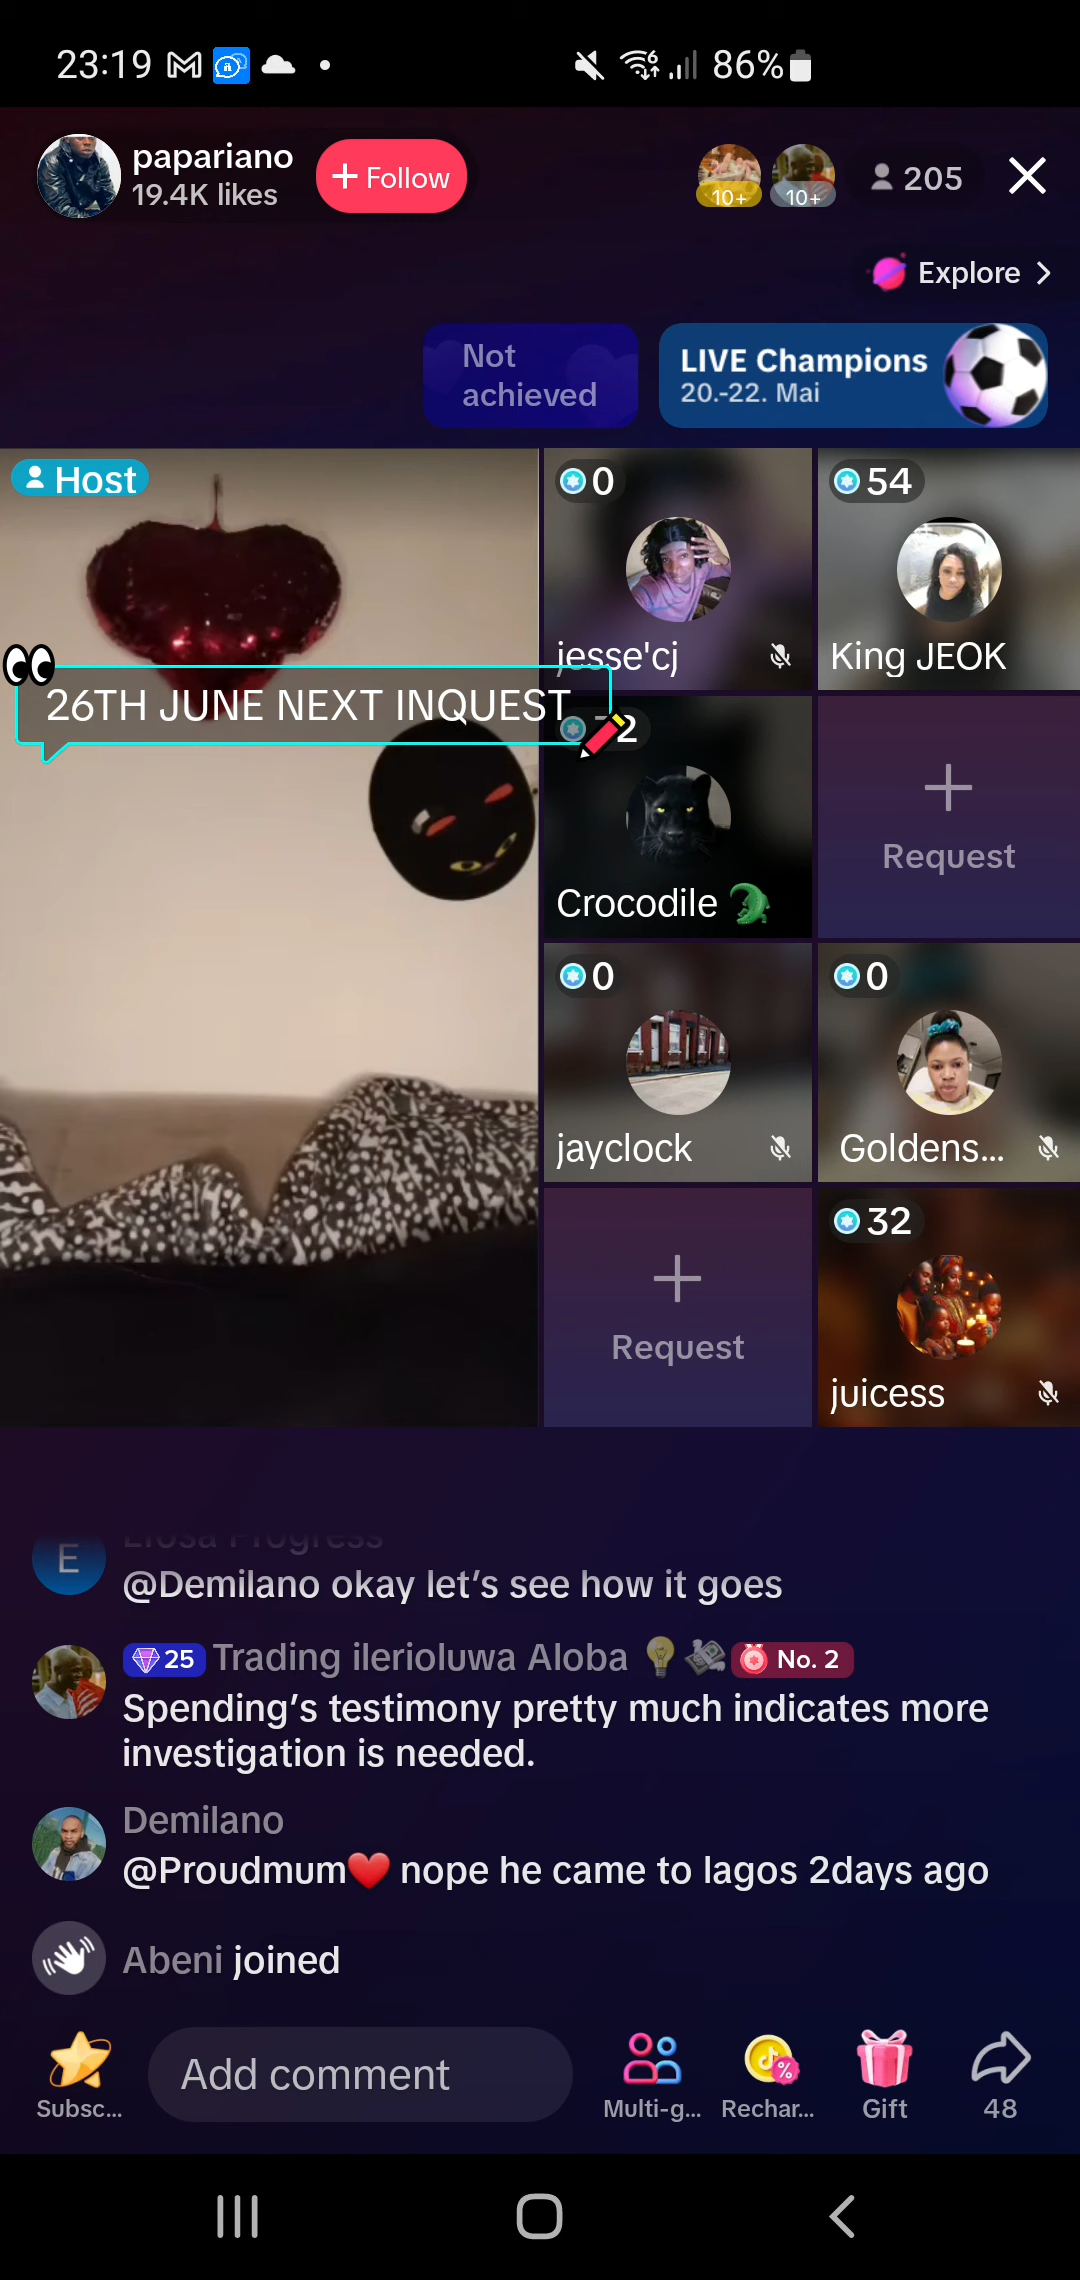 23:19
86%
papariano
19.4K likes
+ Follow
10+
10+
205
Explore
Not
achieved
LIVE Champions
20.-22. Mai
Host
0
54
jesse'cj
King JEOK
26TH JUNE NEXT INQUEST
2
Request
Crocodile
0
0
jayclock
Goldens...
32
Request
juicess
E
Efosa Progress
@Demilano okay let's see how it goes
25 Trading ilerioluwa Aloba No. 2
Spending's testimony pretty much indicates more
investigation is needed.
Demilano
@Proudmum❤️ nope he came to lagos 2days ago
Abeni joined
Subsc...
Add comment
Multi-g...
Rechar...
Gift
48